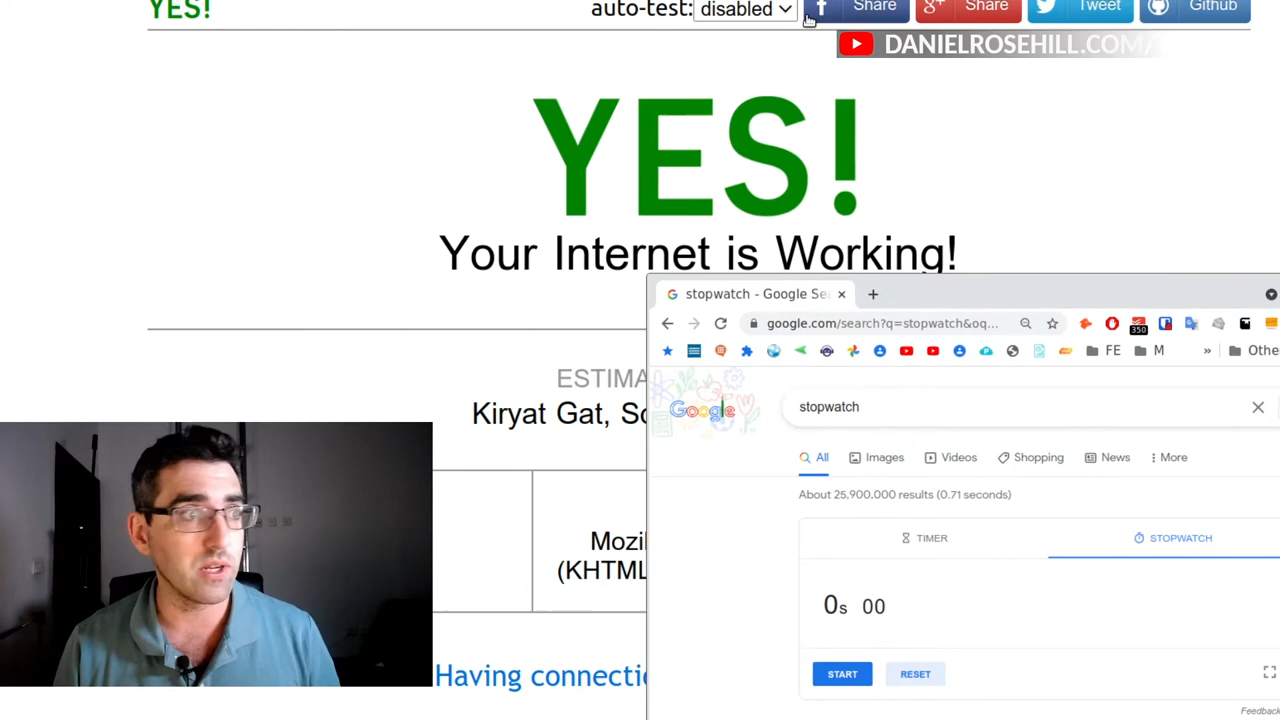 YES!
auto-test: disabled
Share
Share
Tweet
Github
DANIELROSEHILL.COM/
YES!
Your Internet is Working!
stopwatch - Google Se
google.com/search?q=stopwatch&oq...
350
FE
M
»
Othe
ESTIMA
Kiryat Gat, So
Google
stopwatch
All
Images
Videos
Shopping
News
More
About 25,900,000 results (0.71 seconds)
TIMER
STOPWATCH
Mozil
(KHTML
0s 00
START
RESET
Having connecti
Feedback